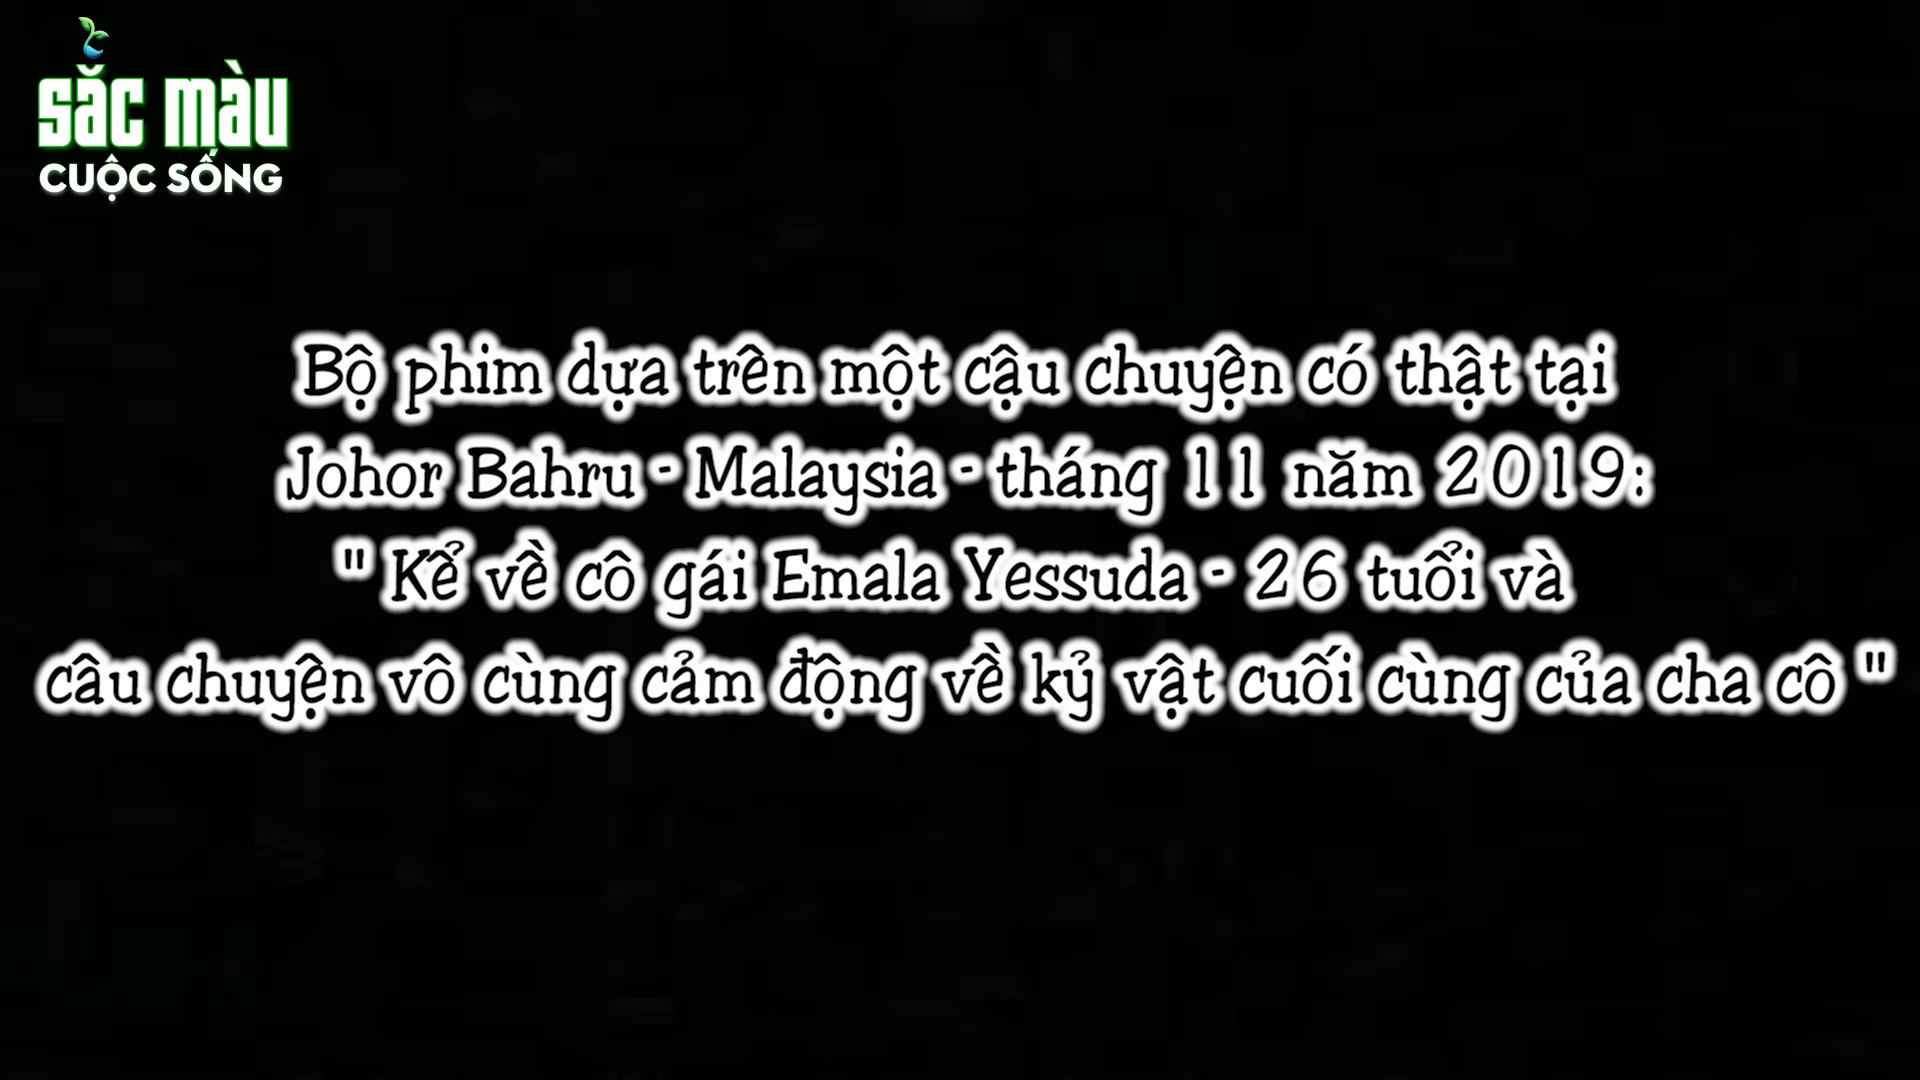 sắc màu
CUỘC SỐNG
Bộ phim dựa trên một cậu chuyện có thật tại
Johor Bahru - Malaysia - tháng 11 năm 2019:
" Kể về cô gái Emala Yessuda - 26 tuổi và
câu chuyện vô cùng cảm động về kỷ vật cuối cùng của cha cô "